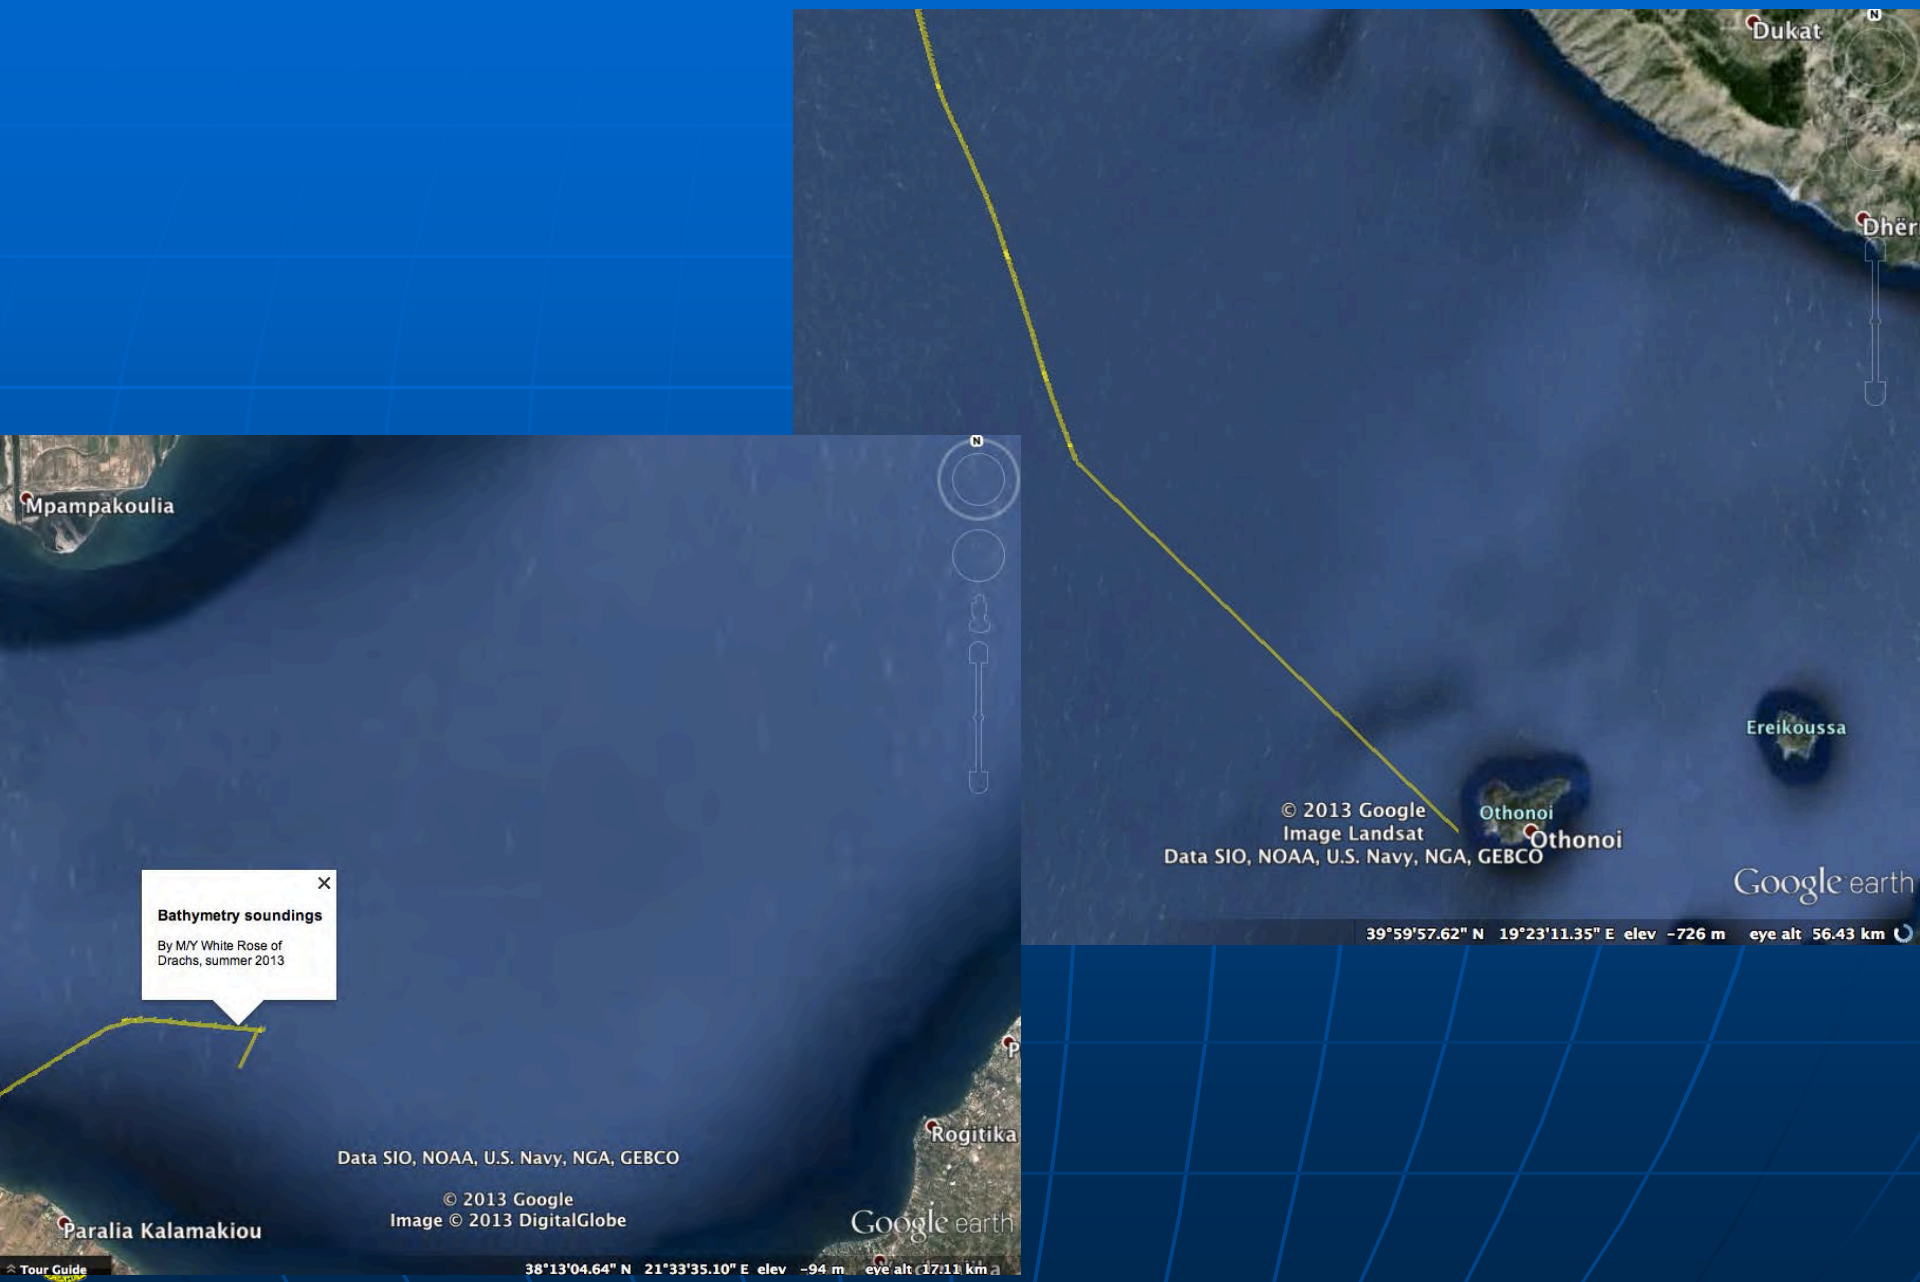 N
Dukat
Dhër
Ereikoussa
Othonoi
Othonoi
© 2013 Google
Image Landsat
Data SIO, NOAA, U.S. Navy, NGA, GEBCO
Google earth
39°59'57.62" N 19°23'11.35" E elev -726 m eye alt 56.43 km
N
Mpampakoulia
Bathymetry soundings
By M/Y White Rose of
Drachs, summer 2013
P
Rogitika
Data SIO, NOAA, U.S. Navy, NGA, GEBCO
© 2013 Google
Image © 2013 DigitalGlobe
Google earth
Paralia Kalamakiou
Tour Guide
38°13'04.64" N 21°33'35.10" E elev -94 m eye alt 17.11 km